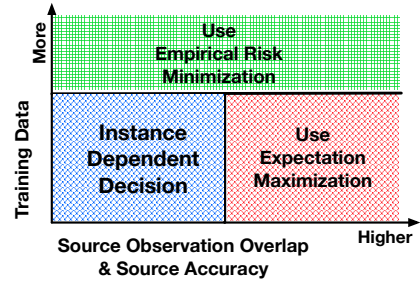 More
Training Data
Use
Empirical Risk
Minimization
Instance
Dependent
Decision
Use
Expectation
Maximization
Higher
Source Observation Overlap
& Source Accuracy